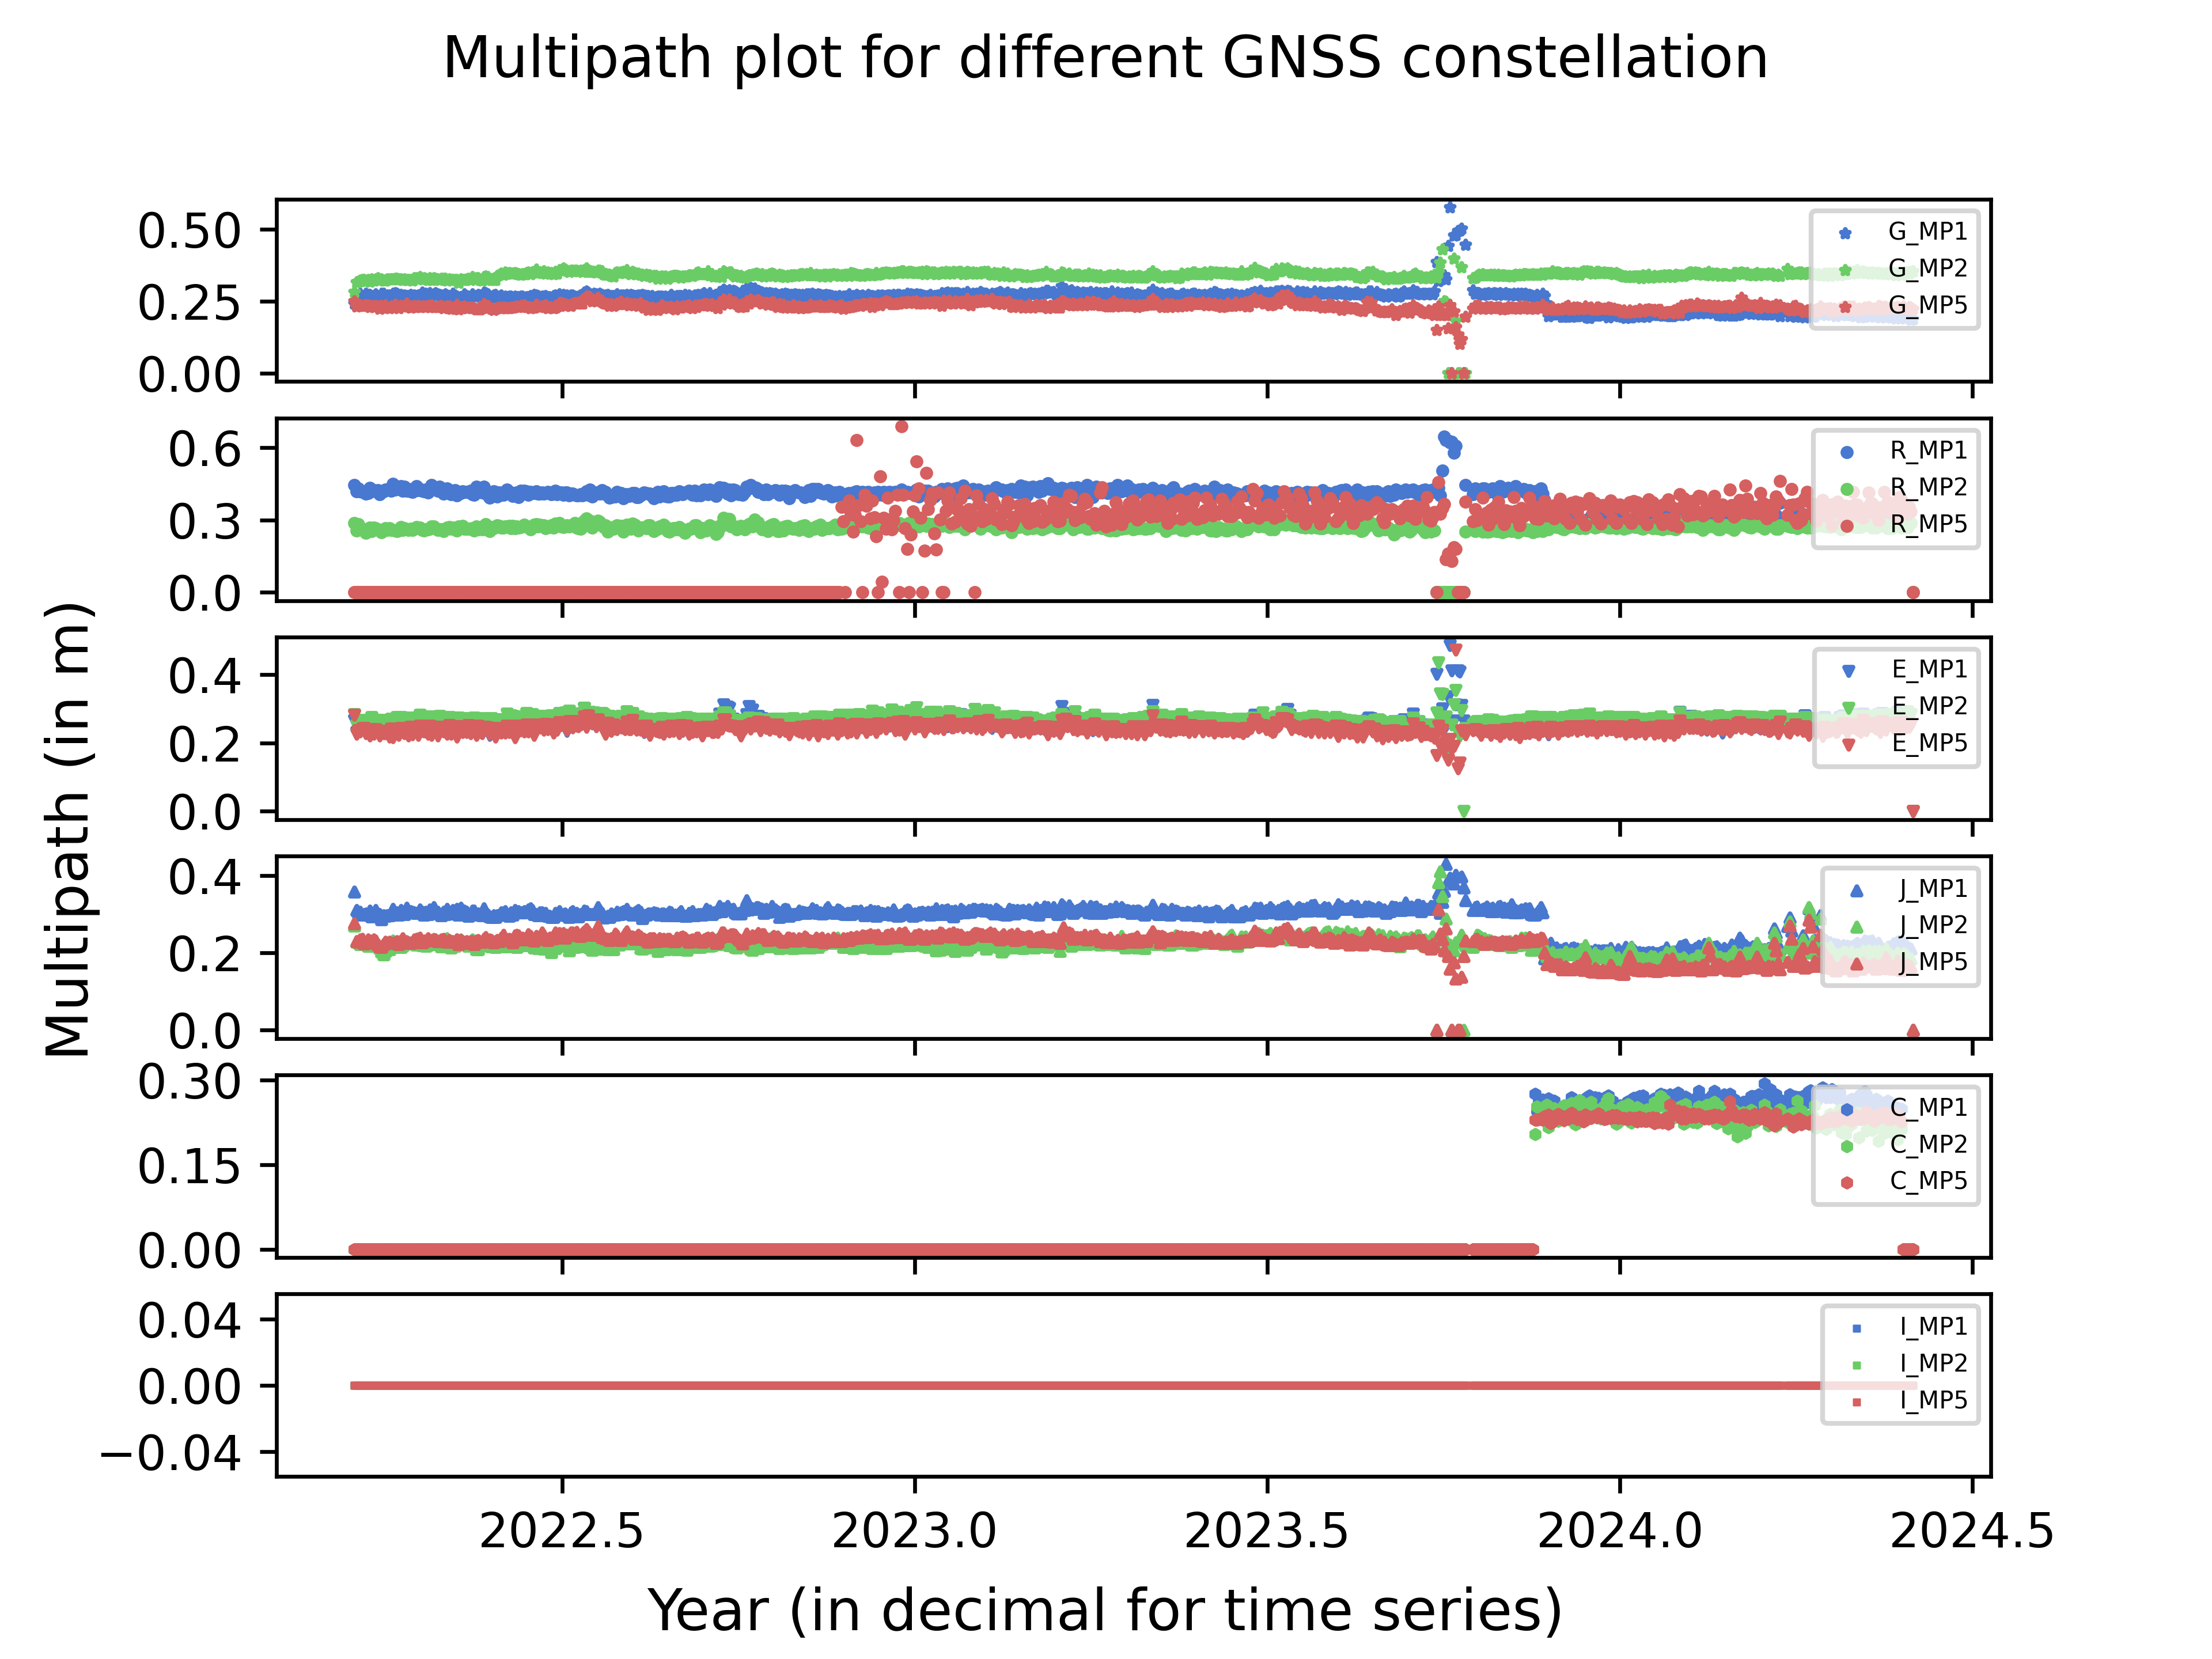 Multipath plot for different GNSS constellation
0.50
0.25
0.00
G_MP1
G_MP2
G_MP5
0.6
0.3
0.0
R_MP1
R_MP2
R_MP5
0.4
0.2
0.0
E_MP1
E_MP2
E_MP5
0.4
0.2
0.0
J_MP1
J_MP2
J_MP5
0.30
0.15
0.00
C_MP1
C_MP2
C_MP5
0.04
0.00
−0.04
I_MP1
I_MP2
I_MP5
Multipath (in m)
2022.5 2023.0 2023.5 2024.0 2024.5
Year (in decimal for time series)